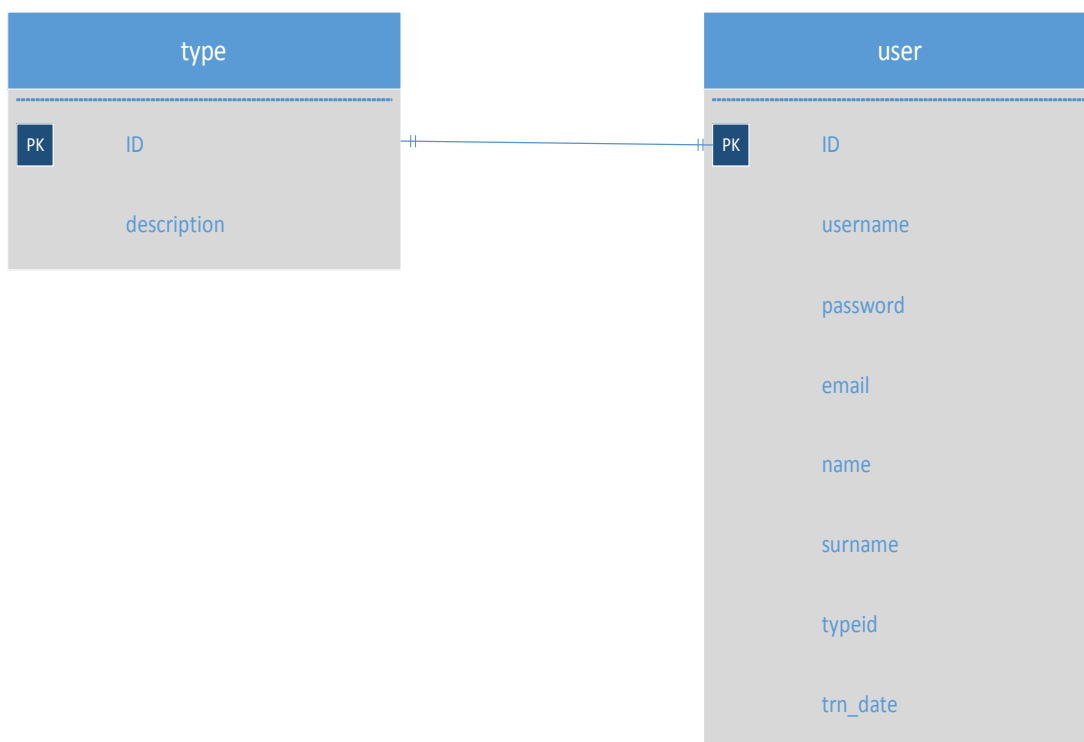 type
PK ID
description
user
PK ID
username
password
email
name
surname
typeid
trn_date